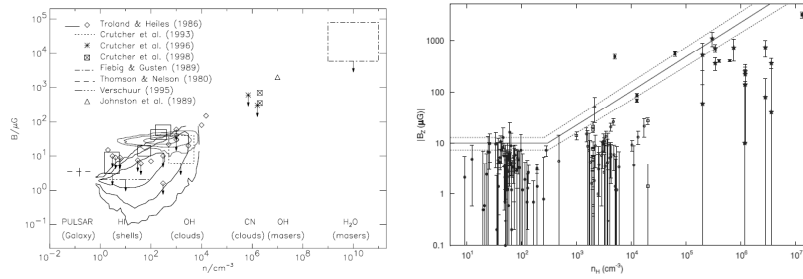 Troland & Heiles (1986)
Crutcher et al. (1993)
Crutcher et al. (1996)
Crutcher et al. (1998)
Fiebig & Gusten (1989)
Thomson & Nelson (1980)
Verschuur (1995)
Johnston et al. (1989)
B/μG
10^5
10^4
10^3
10^2
10^1
10^0
10^-1
PULSAR HI OH CN OH H2O
(Galaxy) (shells) (clouds) (clouds) (masers) (masers)
10^-2 10^0 10^2 10^4 10^6 10^8 10^10 10^12
n/cm^-3
|B_Z (μG)|
1000
100
10
1
0.1
10 100 1000 10^4 10^5 10^6 10^7
n_H (cm^-3)